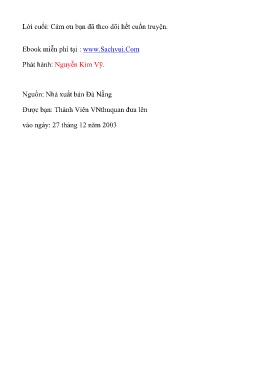 Lời cuối: Cám ơn bạn đã theo dõi hết cuốn truyện.
Ebook miễn phí tại : www.Sachvui.Com
Phát hành: Nguyễn Kim Vỹ.
Nguồn: Nhà xuất bản Đà Nẵng
Được bạn: Thành Viên VNthuquan đưa lên
vào ngày: 27 tháng 12 năm 2003